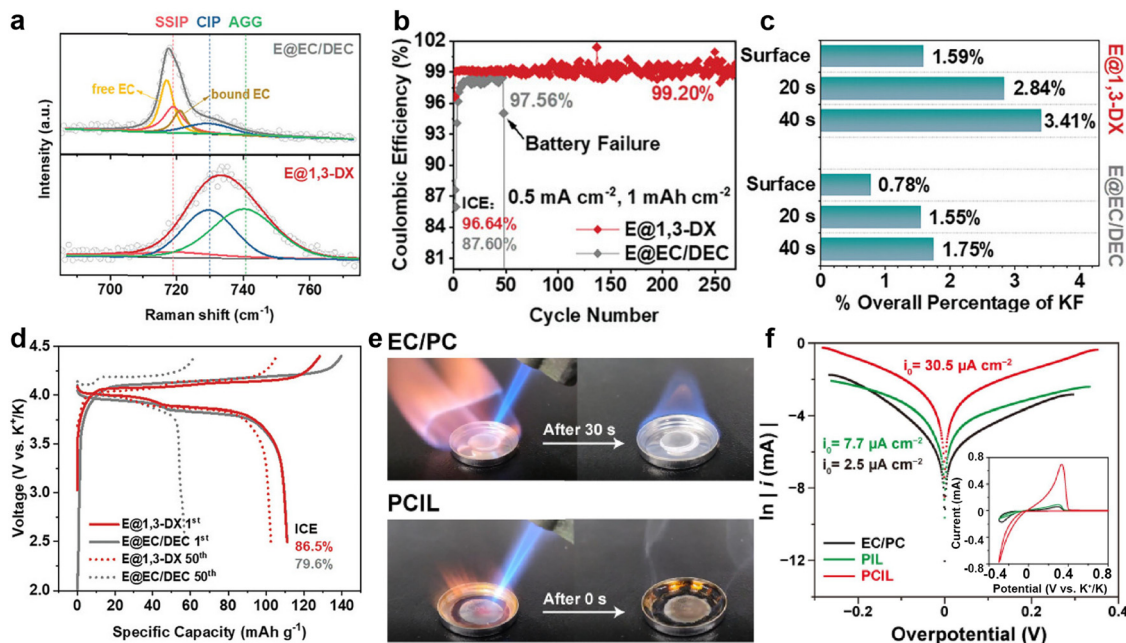 a
SSIP CIP AGG
E@EC/DEC
free EC
bound EC
E@1,3-DX
Intensity (a.u.)
700 720 740 760
Raman shift (cm⁻¹)
b
Coulombic Efficiency (%)
102
99
96
93
90
87
84
81
97.56%
99.20%
Battery Failure
ICE:
96.64%
87.60%
0.5 mA cm⁻², 1 mAh cm⁻²
E@1,3-DX
E@EC/DEC
0 50 100 150 200 250
Cycle Number
c
Surface 1.59%
20 s 2.84%
40 s 3.41%
E@1,3-DX
Surface 0.78%
20 s 1.55%
40 s 1.75%
E@EC/DEC
0 1 2 3 4
% Overall Percentage of KF
d
Voltage (V vs. K⁺/K)
4.5
4.0
3.5
3.0
2.5
2.0
E@1,3-DX 1st
E@EC/DEC 1st
E@1,3-DX 50th
E@EC/DEC 50th
ICE
86.5%
79.6%
0 20 40 60 80 100 120 140
Specific Capacity (mAh g⁻¹)
e
EC/PC
After 30 s
PCIL
After 0 s
f
ln | i (mA) |
0
−4
−8
−12
i₀= 30.5 μA cm⁻²
i₀= 7.7 μA cm⁻²
i₀= 2.5 μA cm⁻²
EC/PC
PIL
PCIL
Current (mA)
0.8
0.4
0.0
-0.4
-0.8
-0.4 0.0 0.4 0.8
Potential (V vs. K⁺/K)
−0.2 0 0.2 0.4
Overpotential (V)